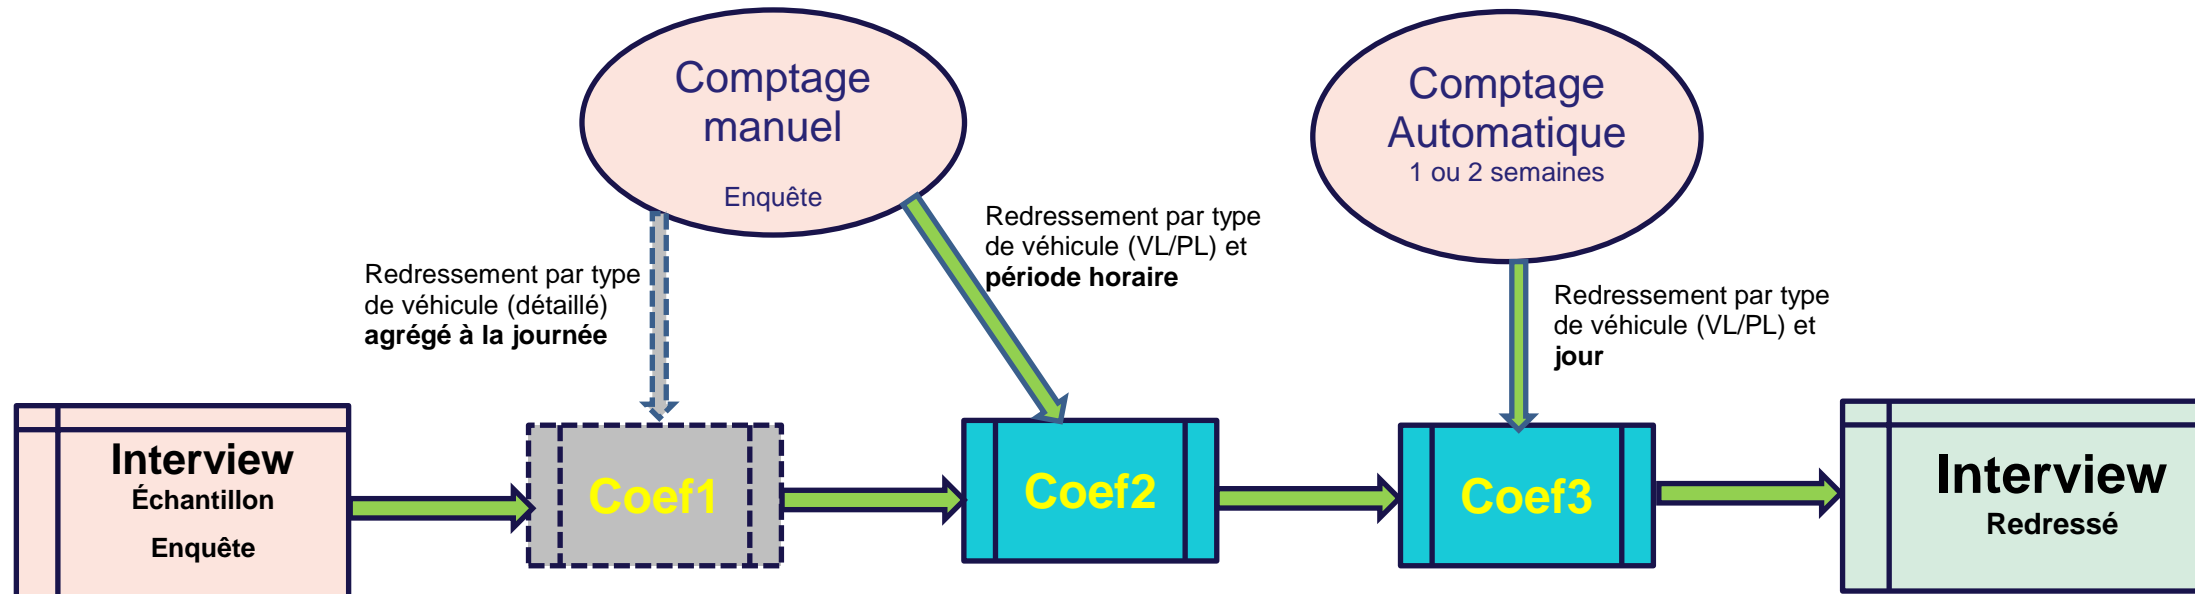 Comptage
manuel
Enquête
Comptage
Automatique
1 ou 2 semaines
Redressement par type
de véhicule (détaillé)
agrégé à la journée
Redressement par type
de véhicule (VL/PL) et
période horaire
Redressement par type
de véhicule (VL/PL) et
jour
Interview
Échantillon
Enquête
Coef1
Coef2
Coef3
Interview
Redressé